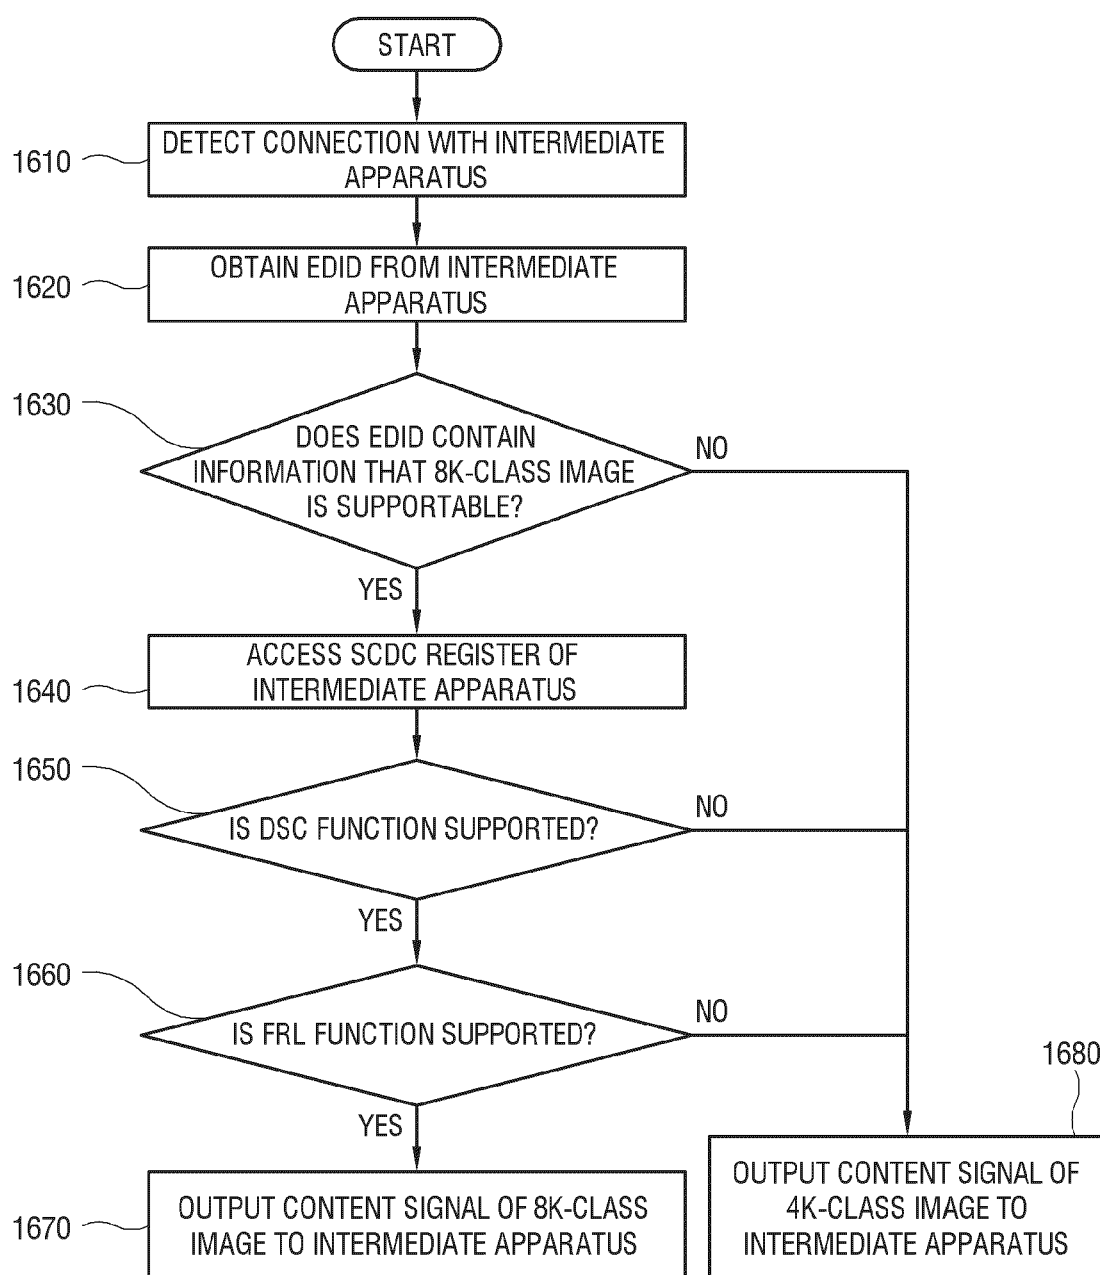 START
1610
DETECT CONNECTION WITH INTERMEDIATE
APPARATUS
1620
OBTAIN EDID FROM INTERMEDIATE
APPARATUS
1630
DOES EDID CONTAIN
INFORMATION THAT 8K-CLASS IMAGE
IS SUPPORTABLE?
NO
YES
1640
ACCESS SCDC REGISTER OF
INTERMEDIATE APPARATUS
1650
IS DSC FUNCTION SUPPORTED?
NO
YES
1660
IS FRL FUNCTION SUPPORTED?
NO
YES
1670
OUTPUT CONTENT SIGNAL OF 8K-CLASS
IMAGE TO INTERMEDIATE APPARATUS
1680
OUTPUT CONTENT SIGNAL OF
4K-CLASS IMAGE TO
INTERMEDIATE APPARATUS